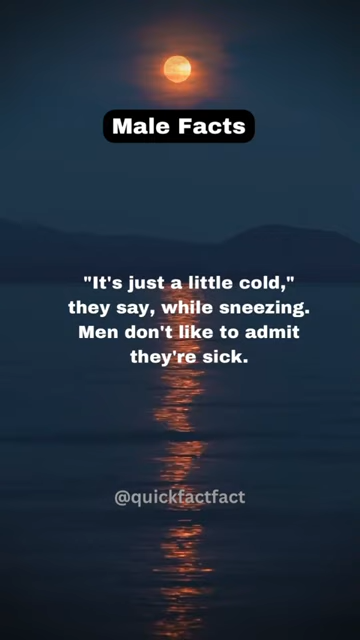 Male Facts
"It's just a little cold,"
they say, while sneezing.
Men don't like to admit
they're sick.
@quickfactfact